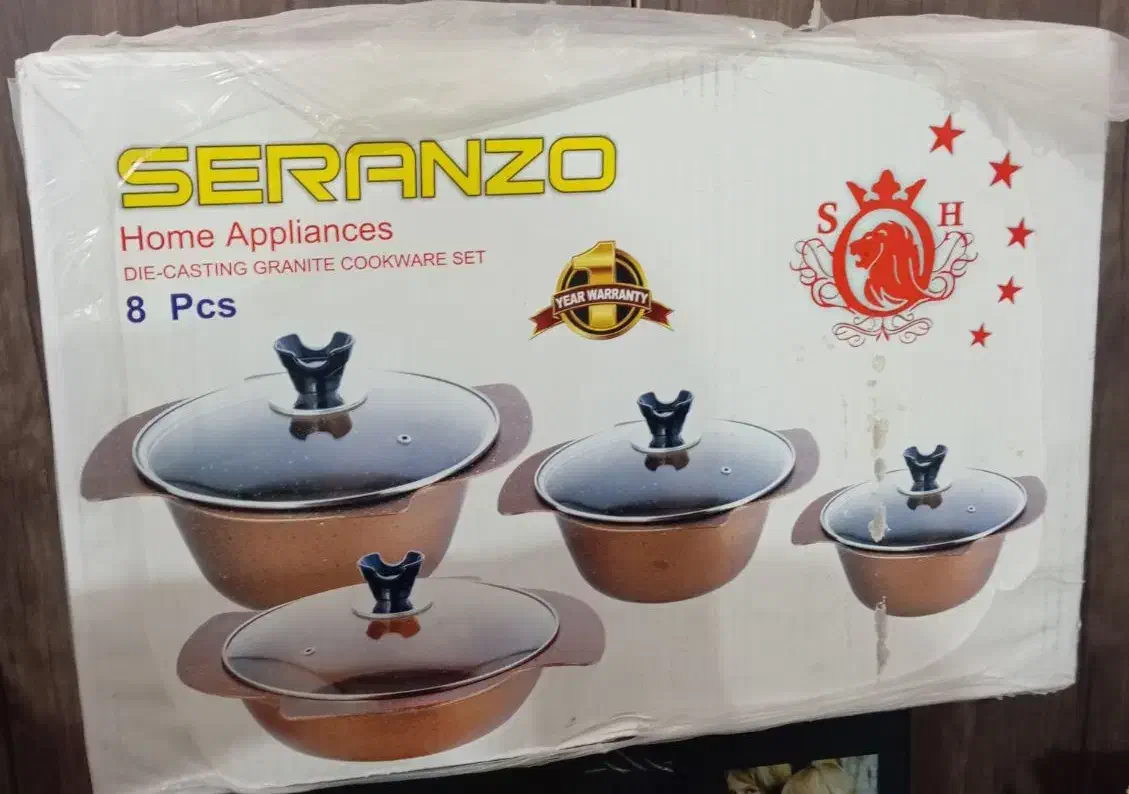 SERANZO
Home Appliances
DIE-CASTING GRANITE COOKWARE SET
8 Pcs
1
YEAR WARRANTY
S H